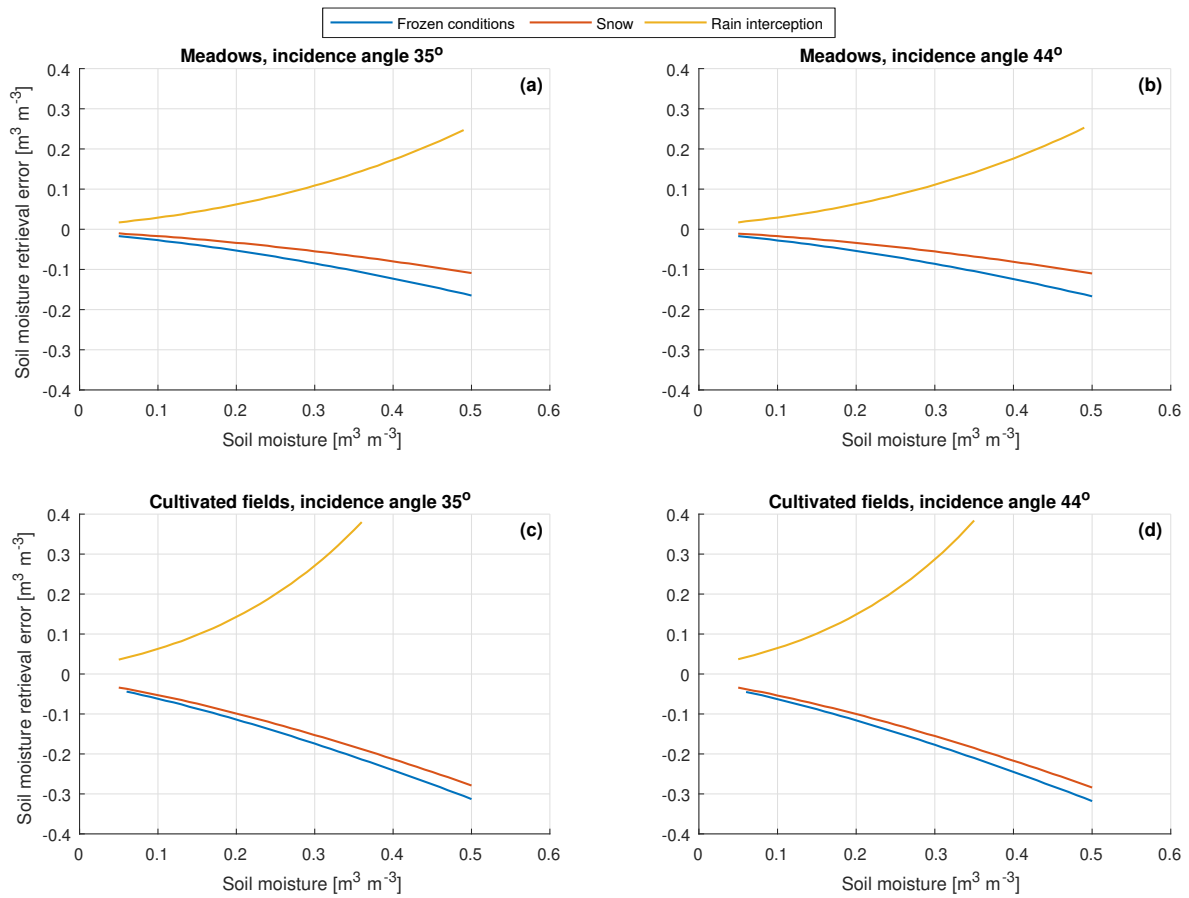 Frozen conditions Snow Rain interception
Meadows, incidence angle 35°
(a)
0.4
0.3
0.2
0.1
0
-0.1
-0.2
-0.3
-0.4
Soil moisture retrieval error [m³ m⁻³]
0 0.1 0.2 0.3 0.4 0.5 0.6
Soil moisture [m³ m⁻³]
Meadows, incidence angle 44°
(b)
0.4
0.3
0.2
0.1
0
-0.1
-0.2
-0.3
-0.4
0 0.1 0.2 0.3 0.4 0.5 0.6
Soil moisture [m³ m⁻³]
Cultivated fields, incidence angle 35°
(c)
0.4
0.3
0.2
0.1
0
-0.1
-0.2
-0.3
-0.4
Soil moisture retrieval error [m³ m⁻³]
0 0.1 0.2 0.3 0.4 0.5 0.6
Soil moisture [m³ m⁻³]
Cultivated fields, incidence angle 44°
(d)
0.4
0.3
0.2
0.1
0
-0.1
-0.2
-0.3
-0.4
0 0.1 0.2 0.3 0.4 0.5 0.6
Soil moisture [m³ m⁻³]